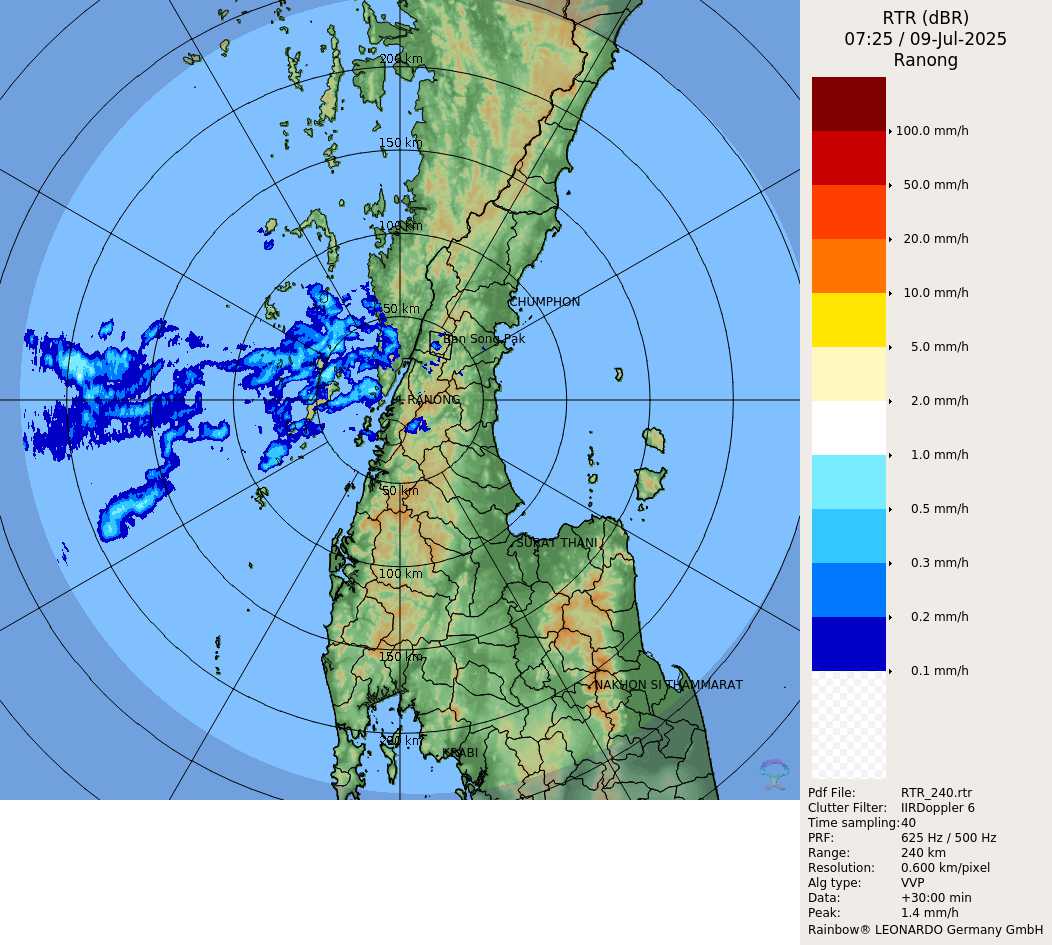 RTR (dBR)
07:25 / 09-Jul-2025
Ranong
200 km
150 km
100 km
50 km
CHUMPHON
Ban Song Pak
RANONG
50 km
SURAT THANI
100 km
150 km
NAKHON SI THAMMARAT
200 km
KRABI
100.0 mm/h
50.0 mm/h
20.0 mm/h
10.0 mm/h
5.0 mm/h
2.0 mm/h
1.0 mm/h
0.5 mm/h
0.3 mm/h
0.2 mm/h
0.1 mm/h
Pdf File: RTR_240.rtr
Clutter Filter: IIRDoppler 6
Time sampling:40
PRF: 625 Hz / 500 Hz
Range: 240 km
Resolution: 0.600 km/pixel
Alg type: VVP
Data: +30:00 min
Peak: 1.4 mm/h
Rainbow® LEONARDO Germany GmbH